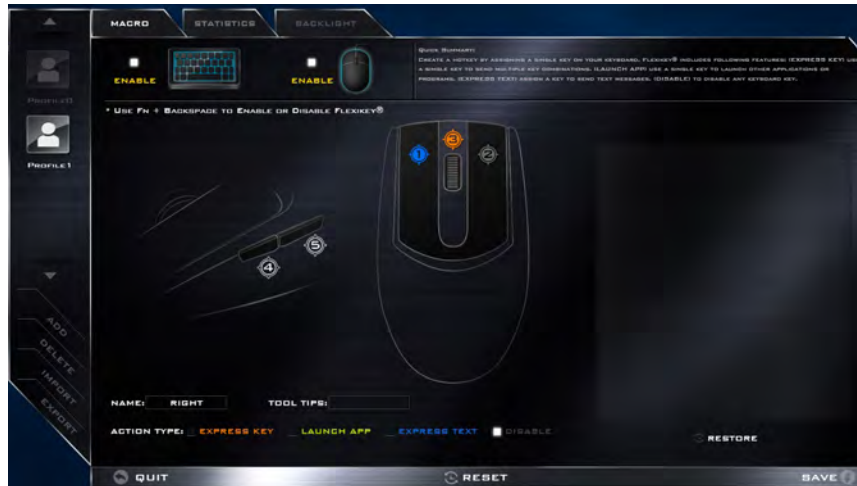 MACRO
STATISTICS
BACKLIGHT
ENABLE
ENABLE
QUICK SUMMARY:
CREATE A HOTKEY BY ASSIGNING A SINGLE KEY ON YOUR KEYBOARD. FLEXIKEY® INCLUDES FOLLOWING FEATURES: (EXPRESS KEY) USE
A SINGLE KEY TO SEND MULTIPLE KEY COMBINATIONS. (LAUNCH APP) USE A SINGLE KEY TO LAUNCH OTHER APPLICATIONS OR
PROGRAMS. (EXPRESS TEXT) ASSIGN A KEY TO SEND TEXT MESSAGES. (DISABLE) TO DISABLE ANY KEYBOARD KEY.
* USE FN + BACKSPACE TO ENABLE OR DISABLE FLEXIKEY®
PROFILE0
PROFILE1
1
3
2
4
5
ADD
DELETE
IMPORT
EXPORT
NAME: RIGHT TOOL TIPS:
ACTION TYPE: EXPRESS KEY LAUNCH APP EXPRESS TEXT DISABLE
RESTORE
QUIT
RESET
SAVE